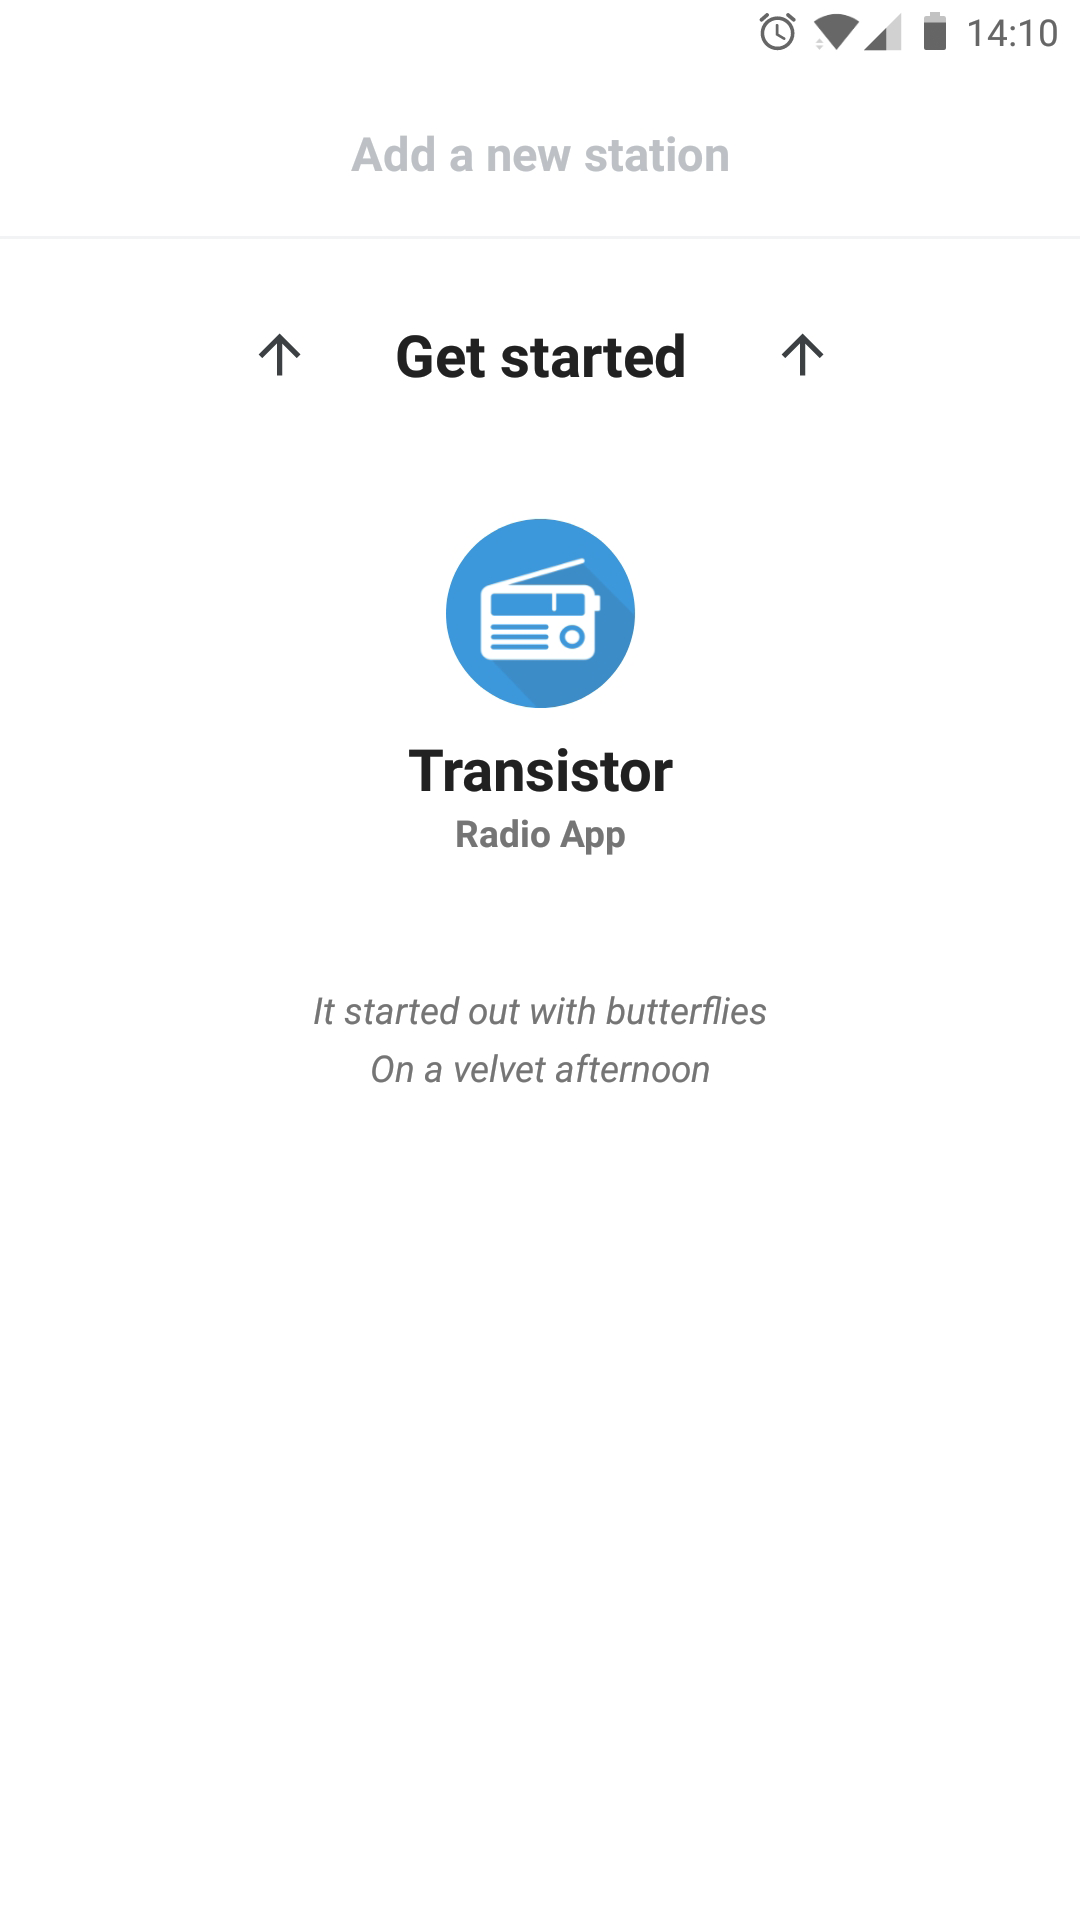 14:10
Add a new station
Get started
Transistor
Radio App
It started out with butterflies
On a velvet afternoon